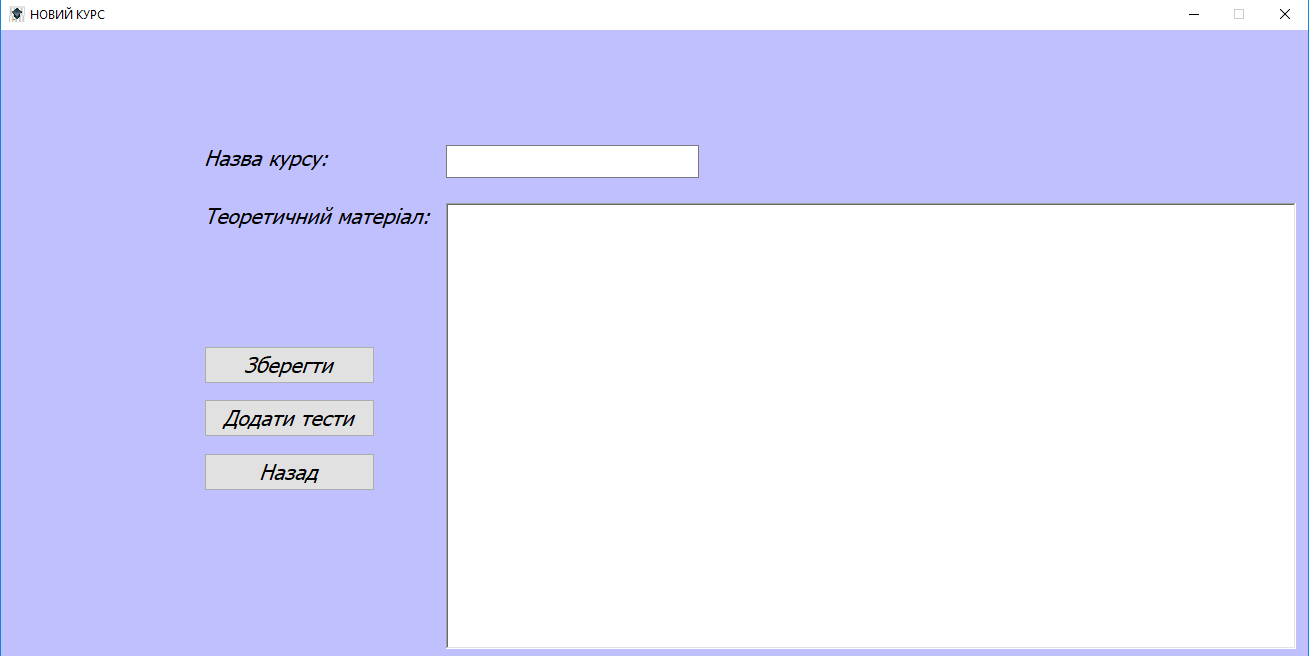 НОВИЙ КУРС
Назва курсу:
Теоретичний матеріал:
Зберегти
Додати тести
Назад